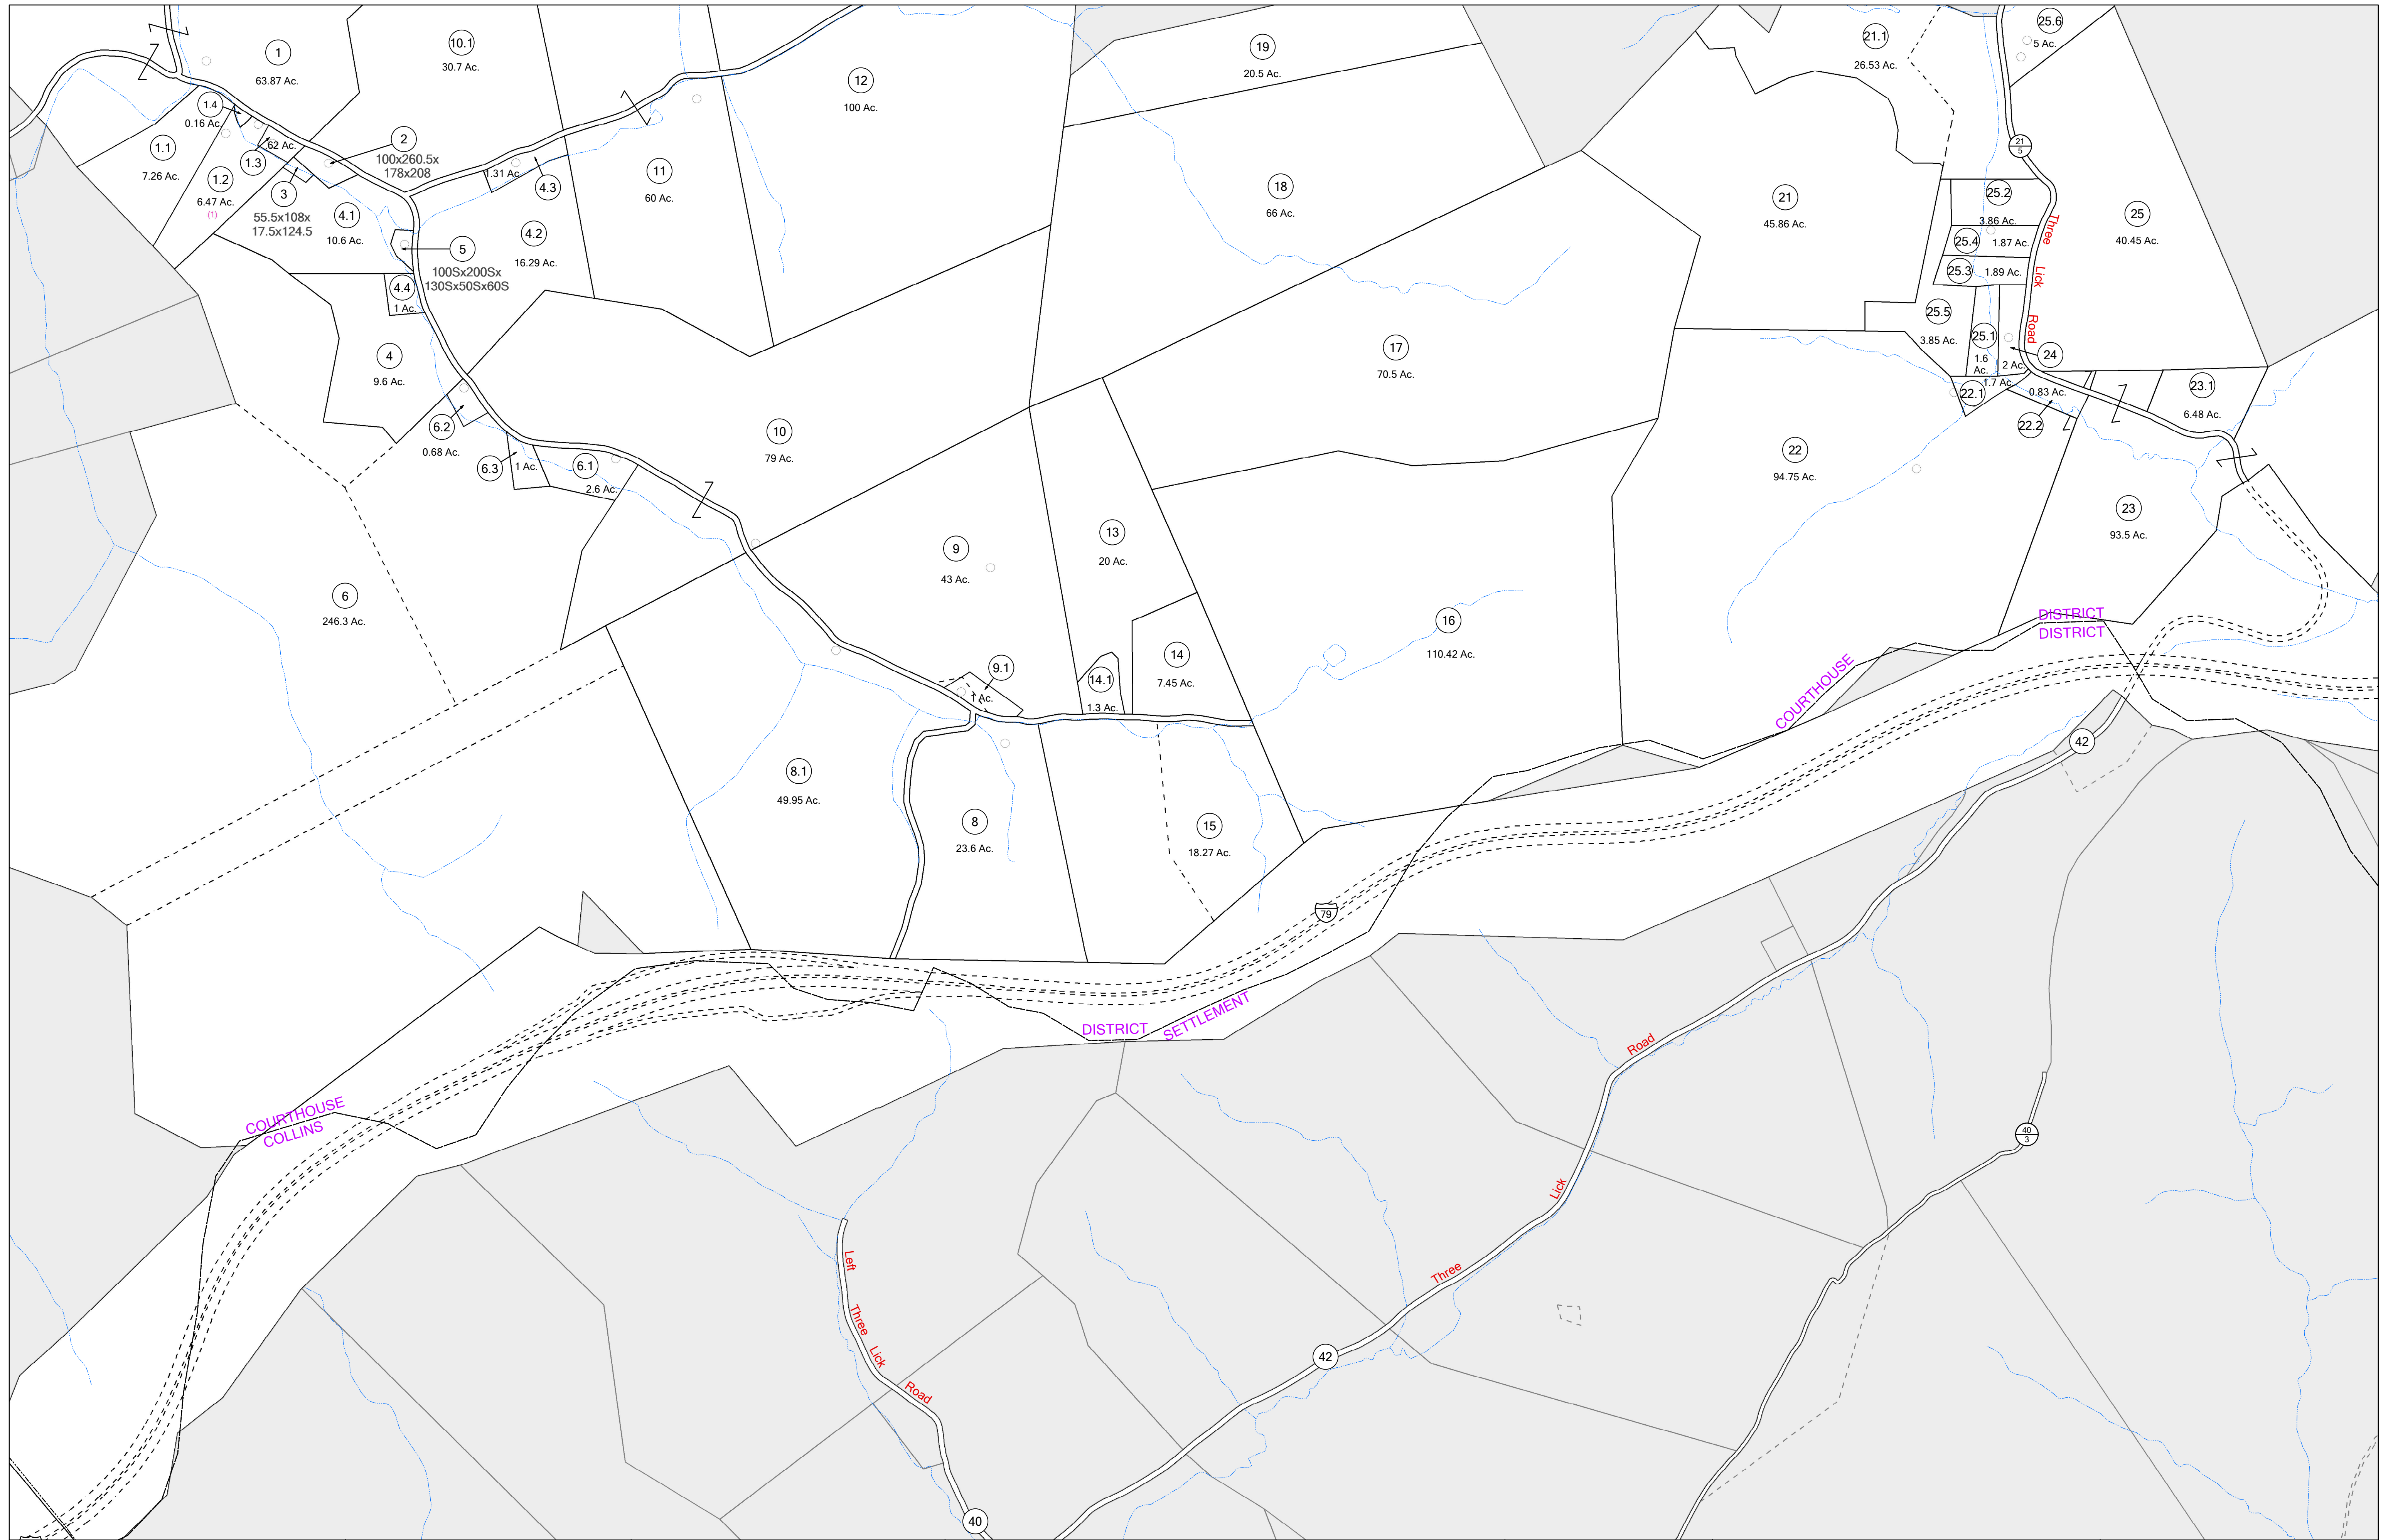 1
63.87 Ac.
10.1
30.7 Ac.
12
100 Ac.
19
20.5 Ac.
21.1
26.53 Ac.
25.6
5 Ac.
1.4
0.16 Ac.
1.1
7.26 Ac.
1.2
6.47 Ac.
(1)
1.3
.62 Ac.
2
100x260.5x
178x208
3
55.5x108x
17.5x124.5
4.1
10.6 Ac.
1.31 Ac.
4.3
4.2
16.29 Ac.
5
100Sx200Sx
130Sx50Sx60S
4.4
1 Ac.
4
9.6 Ac.
11
60 Ac.
18
66 Ac.
21
45.86 Ac.
21
5
25.2
3.86 Ac.
25.4
1.87 Ac.
25.3
1.89 Ac.
25.5
3.85 Ac.
25.1
1.6
Ac.
24
2 Ac.
25
40.45 Ac.
Three
Lick
Road
22.1
1.7 Ac.
0.83 Ac.
22.2
23.1
6.48 Ac.
17
70.5 Ac.
22
94.75 Ac.
23
93.5 Ac.
10
79 Ac.
6.2
0.68 Ac.
6.3
1 Ac.
6.1
2.6 Ac.
6
246.3 Ac.
9
43 Ac.
13
20 Ac.
9.1
1 Ac.
14.1
1.3 Ac.
14
7.45 Ac.
16
110.42 Ac.
8.1
49.95 Ac.
8
23.6 Ac.
15
18.27 Ac.
COURTHOUSE
DISTRICT
DISTRICT
42
79
DISTRICT
SETTLEMENT
COURTHOUSE
COLLINS
Road
Lick
Three
42
40
3
Left
Three
Lick
Road
40